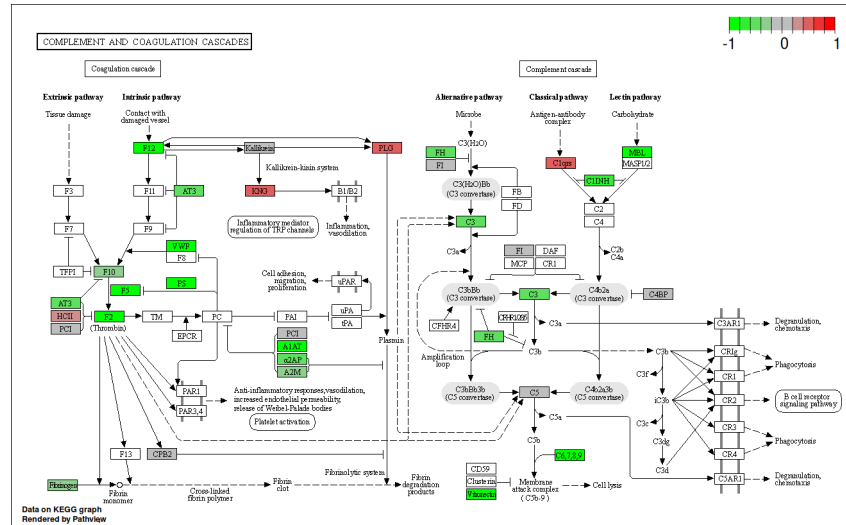 -1 0 1
COMPLEMENT AND COAGULATION CASCADES
Coagulation cascade
Complement cascade
Extrinsic pathway
Intrinsic pathway
Alternative pathway
Classical pathway
Lectin pathway
Tissue damage
Contact with
damaged vessel
Microbe
Antigen-antibody
complex
Carbohydrate
F12
Kallikrein
PLG
C3(H2O)
FH
FI
C1qrs
MBL
MASP1/2
Kallikrein-kinin system
F3
F11
AT3
KNG
B1/B2
C3(H2O)Bb
(C3 convertase)
FB
FD
C1INH
C2
C4
F7
F9
Inflammatory mediator
regulation of TRP channels
Inflammation,
vasodilation
C3
VWF
F8
TFPI
F10
C3a
FI
DAF
MCP
CR1
C2b
C4a
Cell adhesion,
migration,
proliferation
uPAR
F5
PS
C3bBb
(C3 convertase)
C3
C4b2a
(C3 convertase)
C4BP
AT3
HCII
PCI
F2
(Thrombin)
TM
PC
PAI
uPA
tPA
EPCR
Plasmin
CFHR4
C3a
C3AR1
Degranulation,
chemotaxis
PCI
A1AT
α2AP
A2M
FH
Amplification
loop
C3b
C3b
CRIg
Phagocytosis
C3f
CR1
PAR1
PAR3,4
Anti-inflammatory responses, vasodilation,
increased endothelial permeability,
release of Weibel-Palade bodies
Platelet activation
C3bBb3b
(C5 convertase)
C5
C4b2a3b
(C5 convertase)
iC3b
CR2
B cell receptor
signaling pathway
C5a
C3c
CR3
Phagocytosis
C5b
C3dg
F13
CPB2
C6,7,8,9
CR4
C3d
Fibrinolytic system
CD59
Clusterin
Vitronectin
Membrane
attack complex
(C5b-9)
Cell lysis
C5AR1
Degranulation,
chemotaxis
Fibrinogen
Fibrin
monomer
Cross-linked
fibrin polymer
Fibrin
clot
Fibrin
degradation
products
Data on KEGG graph
Rendered by Pathview